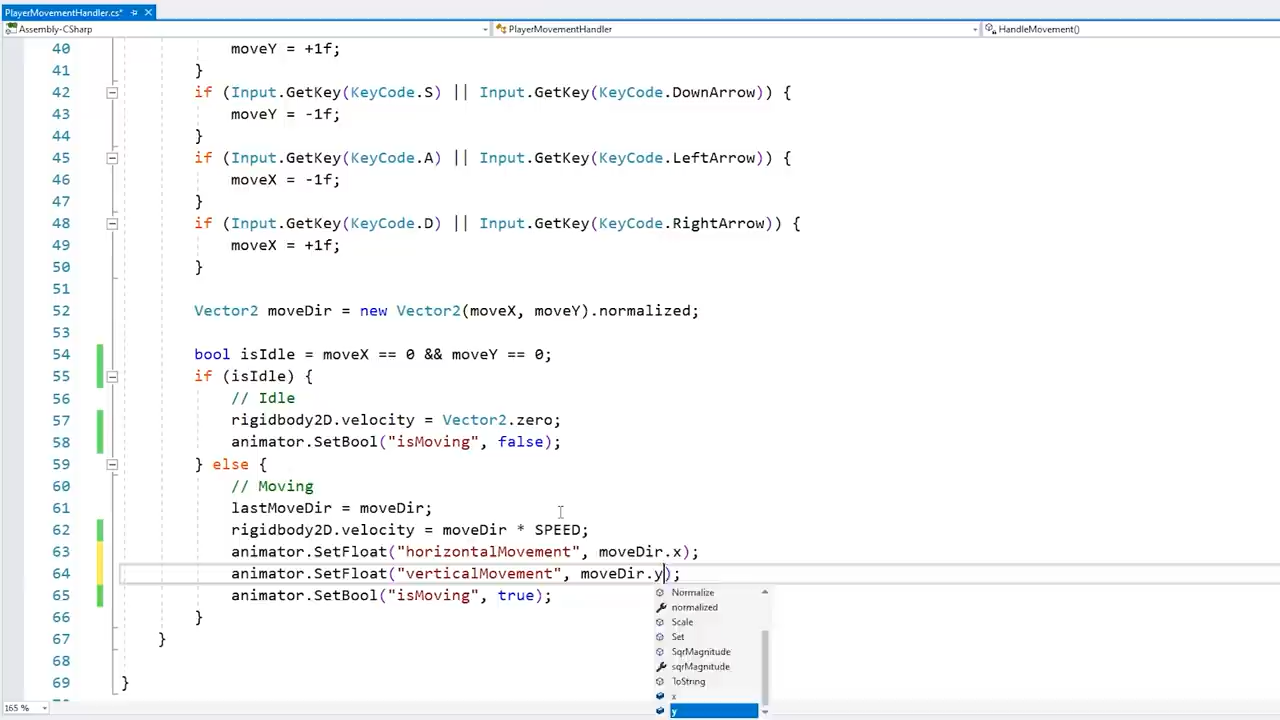 PlayerMovementHandler.cs*
Assembly-CSharp PlayerMovementHandler HandleMovement()
40 moveY = +1f;
41 }
42 if (Input.GetKey(KeyCode.S) || Input.GetKey(KeyCode.DownArrow)) {
43 moveY = -1f;
44 }
45 if (Input.GetKey(KeyCode.A) || Input.GetKey(KeyCode.LeftArrow)) {
46 moveX = -1f;
47 }
48 if (Input.GetKey(KeyCode.D) || Input.GetKey(KeyCode.RightArrow)) {
49 moveX = +1f;
50 }
51
52 Vector2 moveDir = new Vector2(moveX, moveY).normalized;
53
54 bool isIdle = moveX == 0 && moveY == 0;
55 if (isIdle) {
56 // Idle
57 rigidbody2D.velocity = Vector2.zero;
58 animator.SetBool("isMoving", false);
59 } else {
60 // Moving
61 lastMoveDir = moveDir;
62 rigidbody2D.velocity = moveDir * SPEED;
63 animator.SetFloat("horizontalMovement", moveDir.x);
64 animator.SetFloat("verticalMovement", moveDir.y);
65 animator.SetBool("isMoving", true);
66 }
67 }
68
69 }
Normalize
normalized
Scale
Set
SqrMagnitude
sqrMagnitude
ToString
x
y
165 %